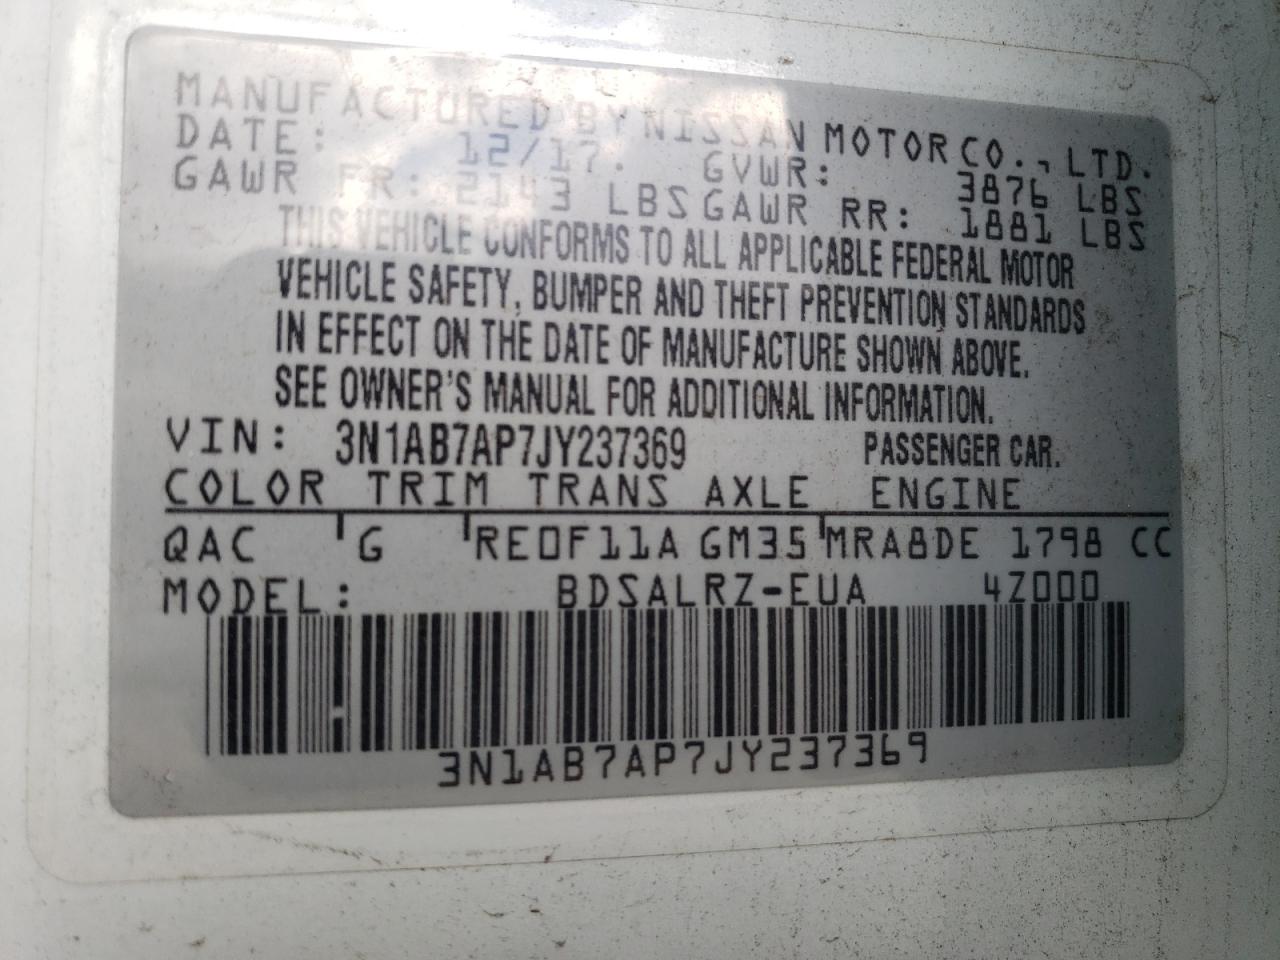 MANUFACTURED BY NISSAN MOTOR CO., LTD.
DATE: 12/17. GVWR: 3876 LBS
GAWR FR: 2143 LBS GAWR RR: 1881 LBS
THIS VEHICLE CONFORMS TO ALL APPLICABLE FEDERAL MOTOR
VEHICLE SAFETY, BUMPER AND THEFT PREVENTION STANDARDS
IN EFFECT ON THE DATE OF MANUFACTURE SHOWN ABOVE.
SEE OWNER'S MANUAL FOR ADDITIONAL INFORMATION.
VIN: 3N1AB7AP7JY237369 PASSENGER CAR.
COLOR TRIM TRANS AXLE ENGINE
QAC G RE0F11A GM35 MRA8DE 1798 CC
MODEL: BDSALRZ-EUA 4Z000
3N1AB7AP7JY237369